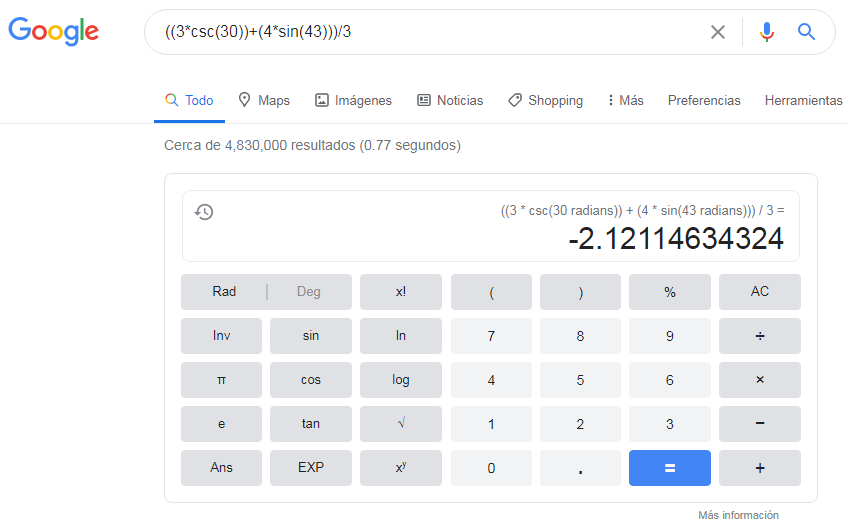 Google
((3*csc(30))+(4*sin(43)))/3
Todo Maps Imágenes Noticias Shopping Más Preferencias Herramientas
Cerca de 4,830,000 resultados (0.77 segundos)
((3 * csc(30 radians)) + (4 * sin(43 radians))) / 3 =
-2.12114634324
Rad | Deg x! ( ) % AC
Inv sin ln 7 8 9 ÷
π cos log 4 5 6 ×
e tan √ 1 2 3 −
Ans EXP xʸ 0 . = +
Más información